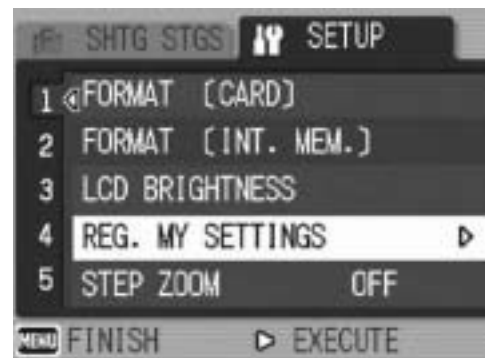 SHTG STGS SETUP
1 FORMAT [CARD]
2 FORMAT [INT. MEM.]
3 LCD BRIGHTNESS
4 REG. MY SETTINGS
5 STEP ZOOM OFF
MENU FINISH EXECUTE